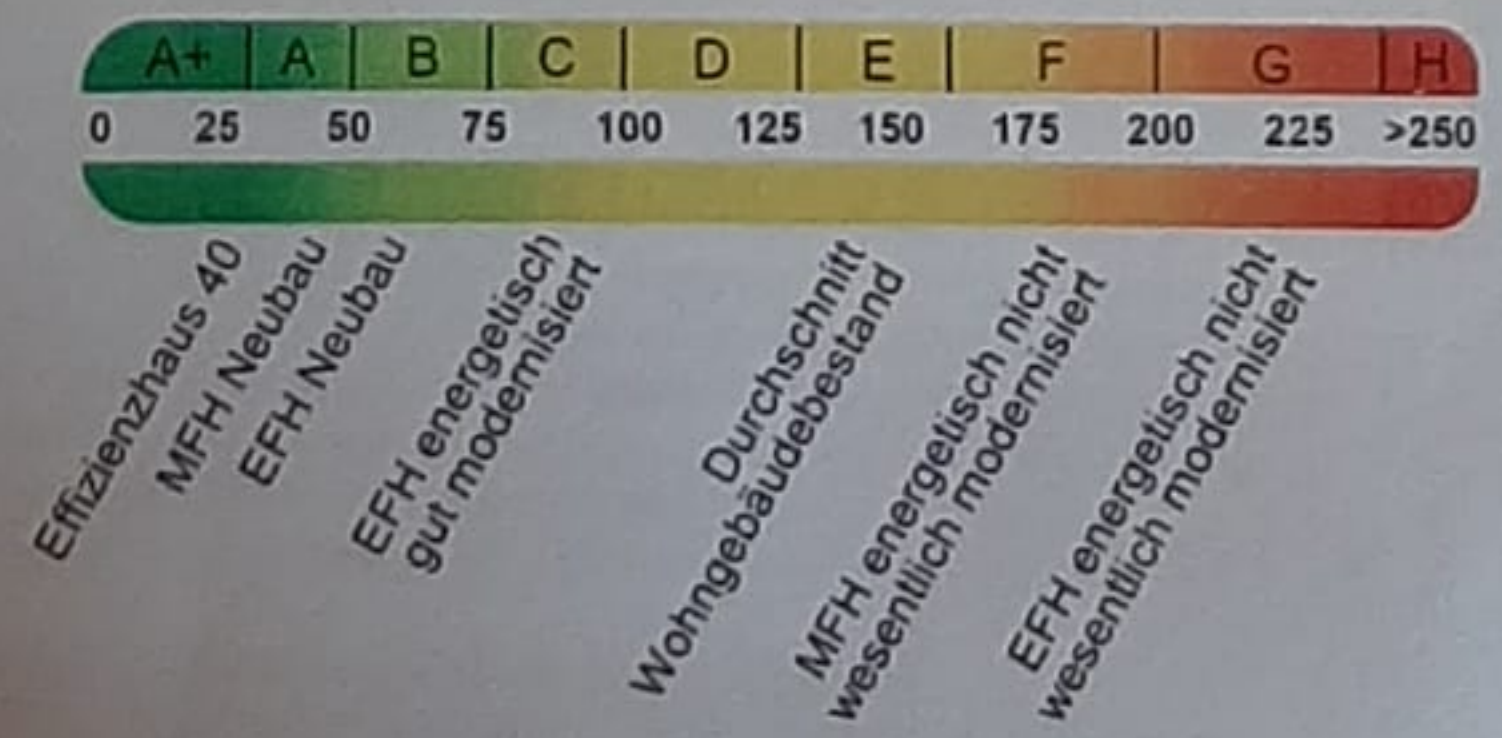 A+ A B C D E F G H
0 25 50 75 100 125 150 175 200 225 >250
Effizienzhaus 40
MFH Neubau
EFH Neubau
EFH energetisch
gut modernisiert
Durchschnitt
Wohngebäudebestand
MFH energetisch nicht
wesentlich modernisiert
EFH energetisch nicht
wesentlich modernisiert